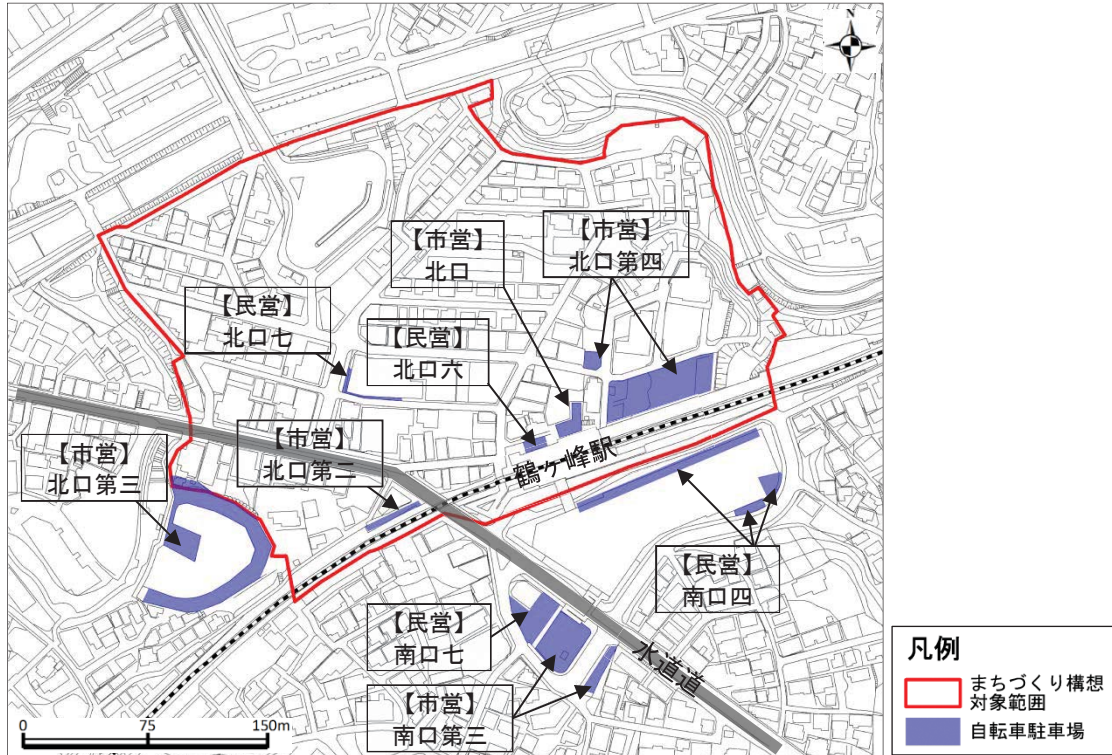 N
【市営】
北口
【市営】
北口第四
【民営】
北口七
【民営】
北口六
【市営】
北口第三
【市営】
北口第二
鶴ヶ峰駅
【民営】
南口四
【民営】
南口七
【市営】
南口第三
水道道
0 75 150m
凡例
まちづくり構想
対象範囲
自転車駐車場